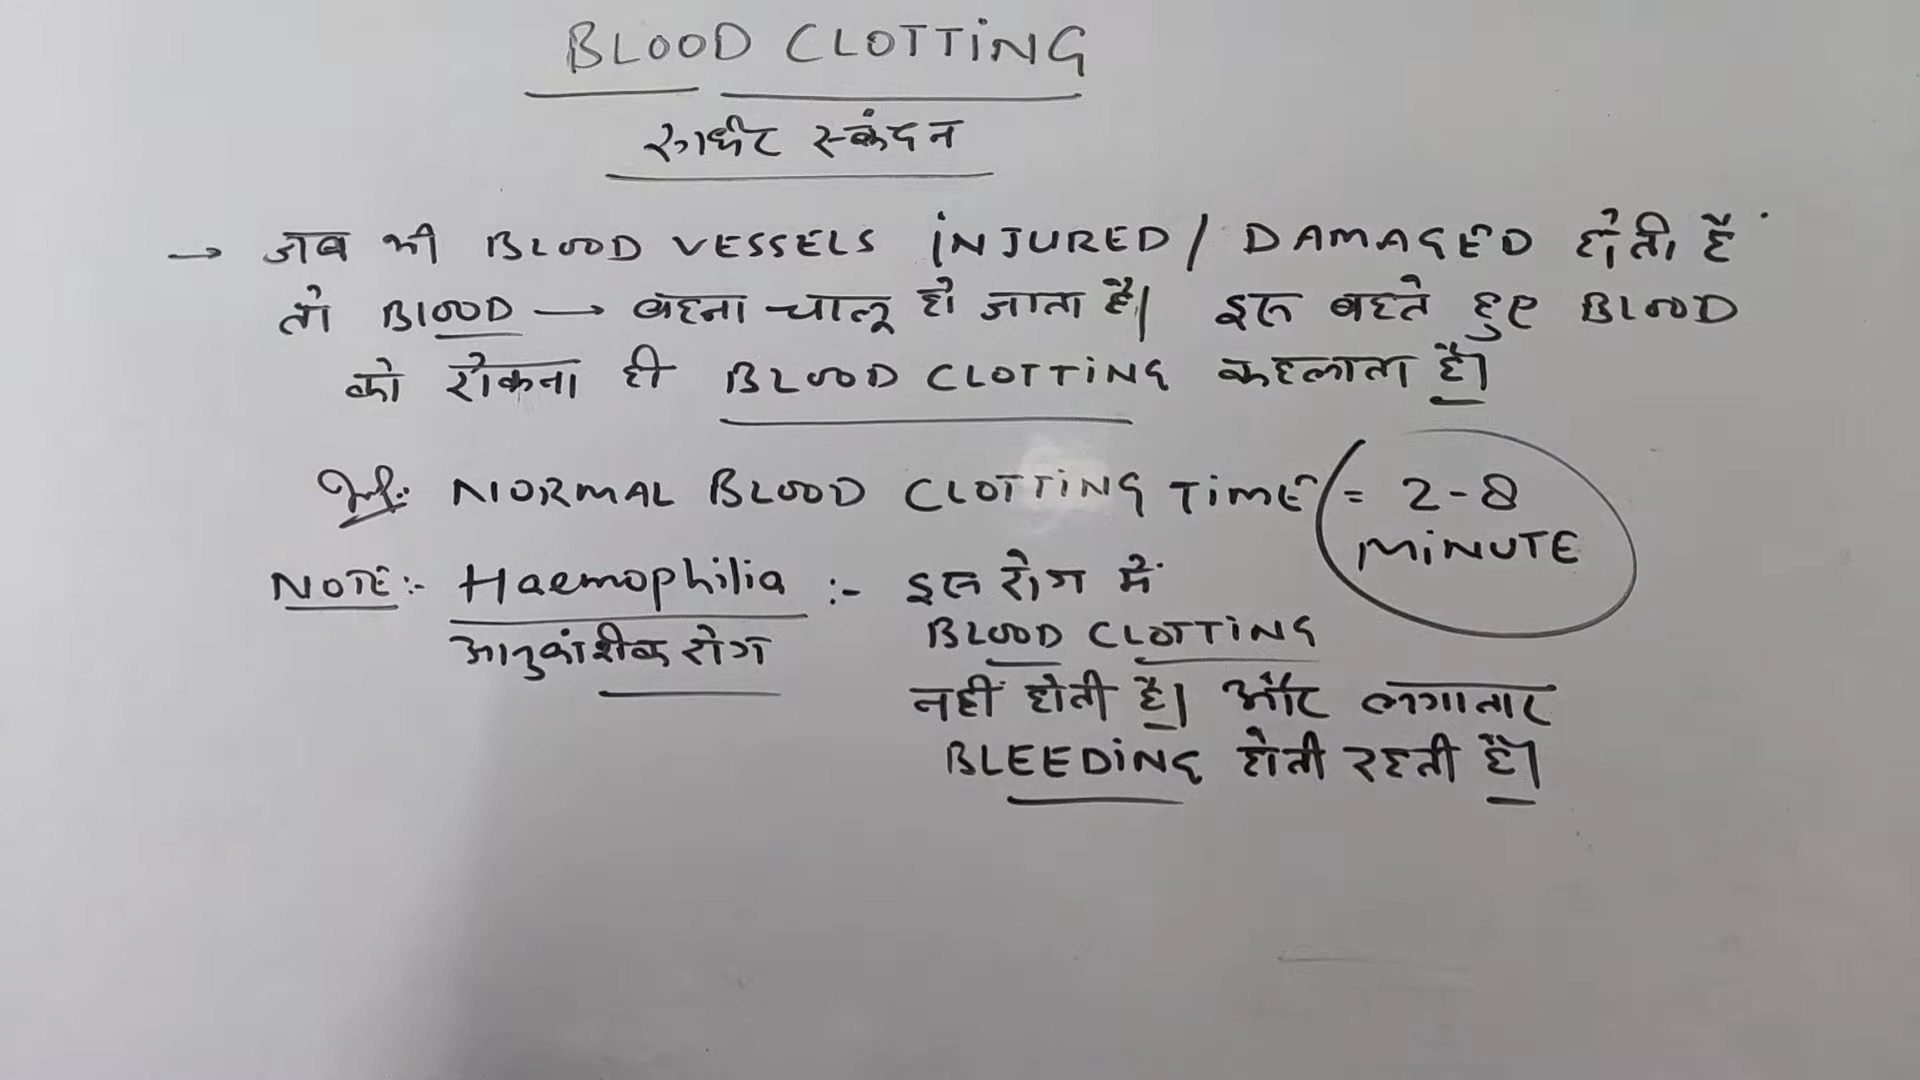 BLOOD CLOTTING
रुधिर स्कंदन
→ जब भी BLOOD VESSELS INJURED / DAMAGED होती हैं
तो BLOOD → बहना चालू हो जाता है। इस बहते हुए BLOOD
को रोकना ही BLOOD CLOTTING कहलाता है।
Imp: NORMAL BLOOD CLOTTING TIME = 2-8
MINUTE
NOTE:- Haemophilia :- इस रोग में
आनुवांशीक रोग
BLOOD CLOTTING
नहीं होती है। और लगातार
BLEEDING होती रहती है।